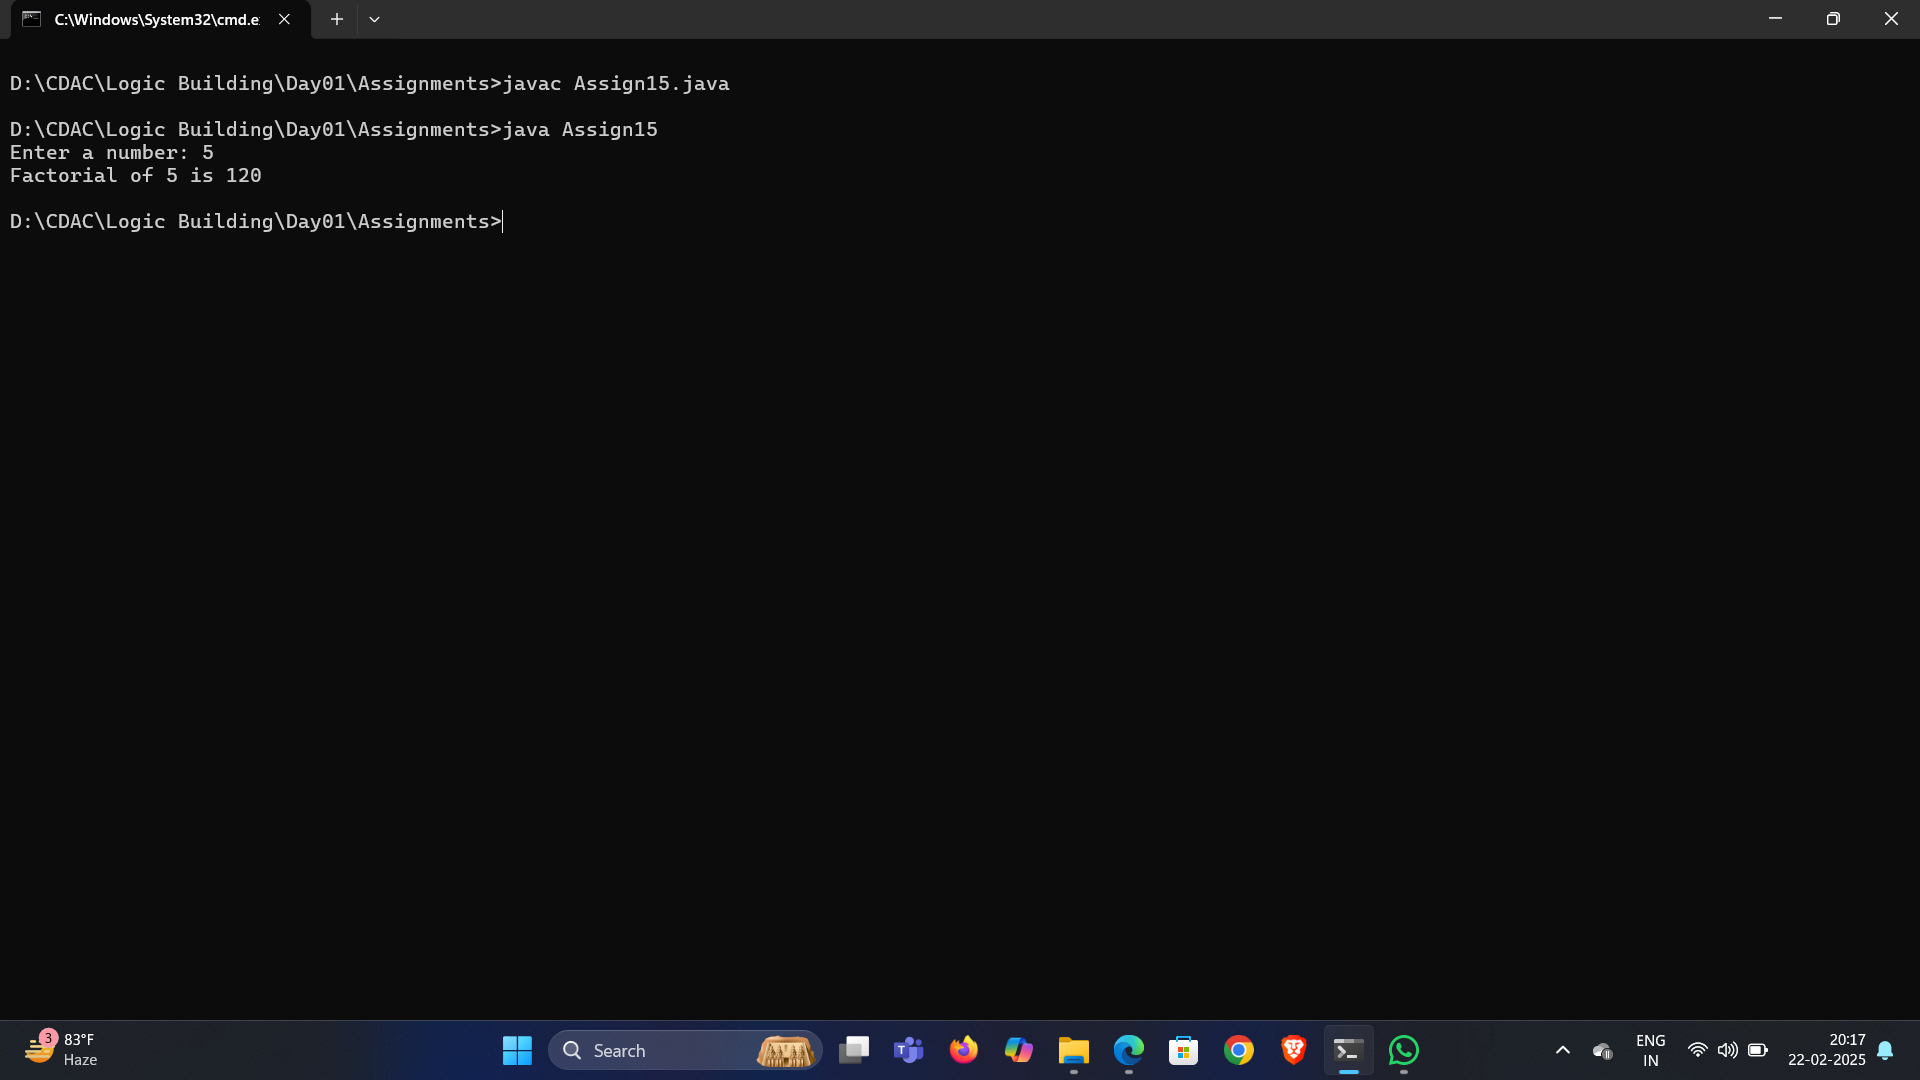 C:\Windows\System32\cmd.e
D:\CDAC\Logic Building\Day01\Assignments>javac Assign15.java
D:\CDAC\Logic Building\Day01\Assignments>java Assign15
Enter a number: 5
Factorial of 5 is 120
D:\CDAC\Logic Building\Day01\Assignments>
3
83°F
Haze
Search
ENG
IN
20:17
22-02-2025